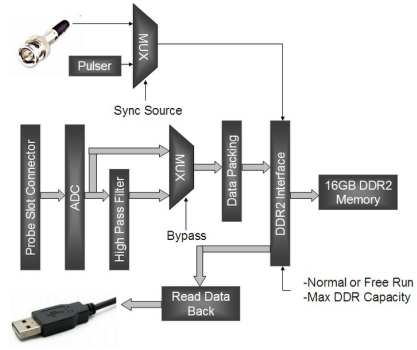 MUX
Pulser
Sync Source
Probe Slot Connector
ADC
High Pass Filter
MUX
Data Packing
DDR2 Interface
16GB DDR2
Memory
Bypass
Read Data
Back
-Normal or Free Run
-Max DDR Capacity